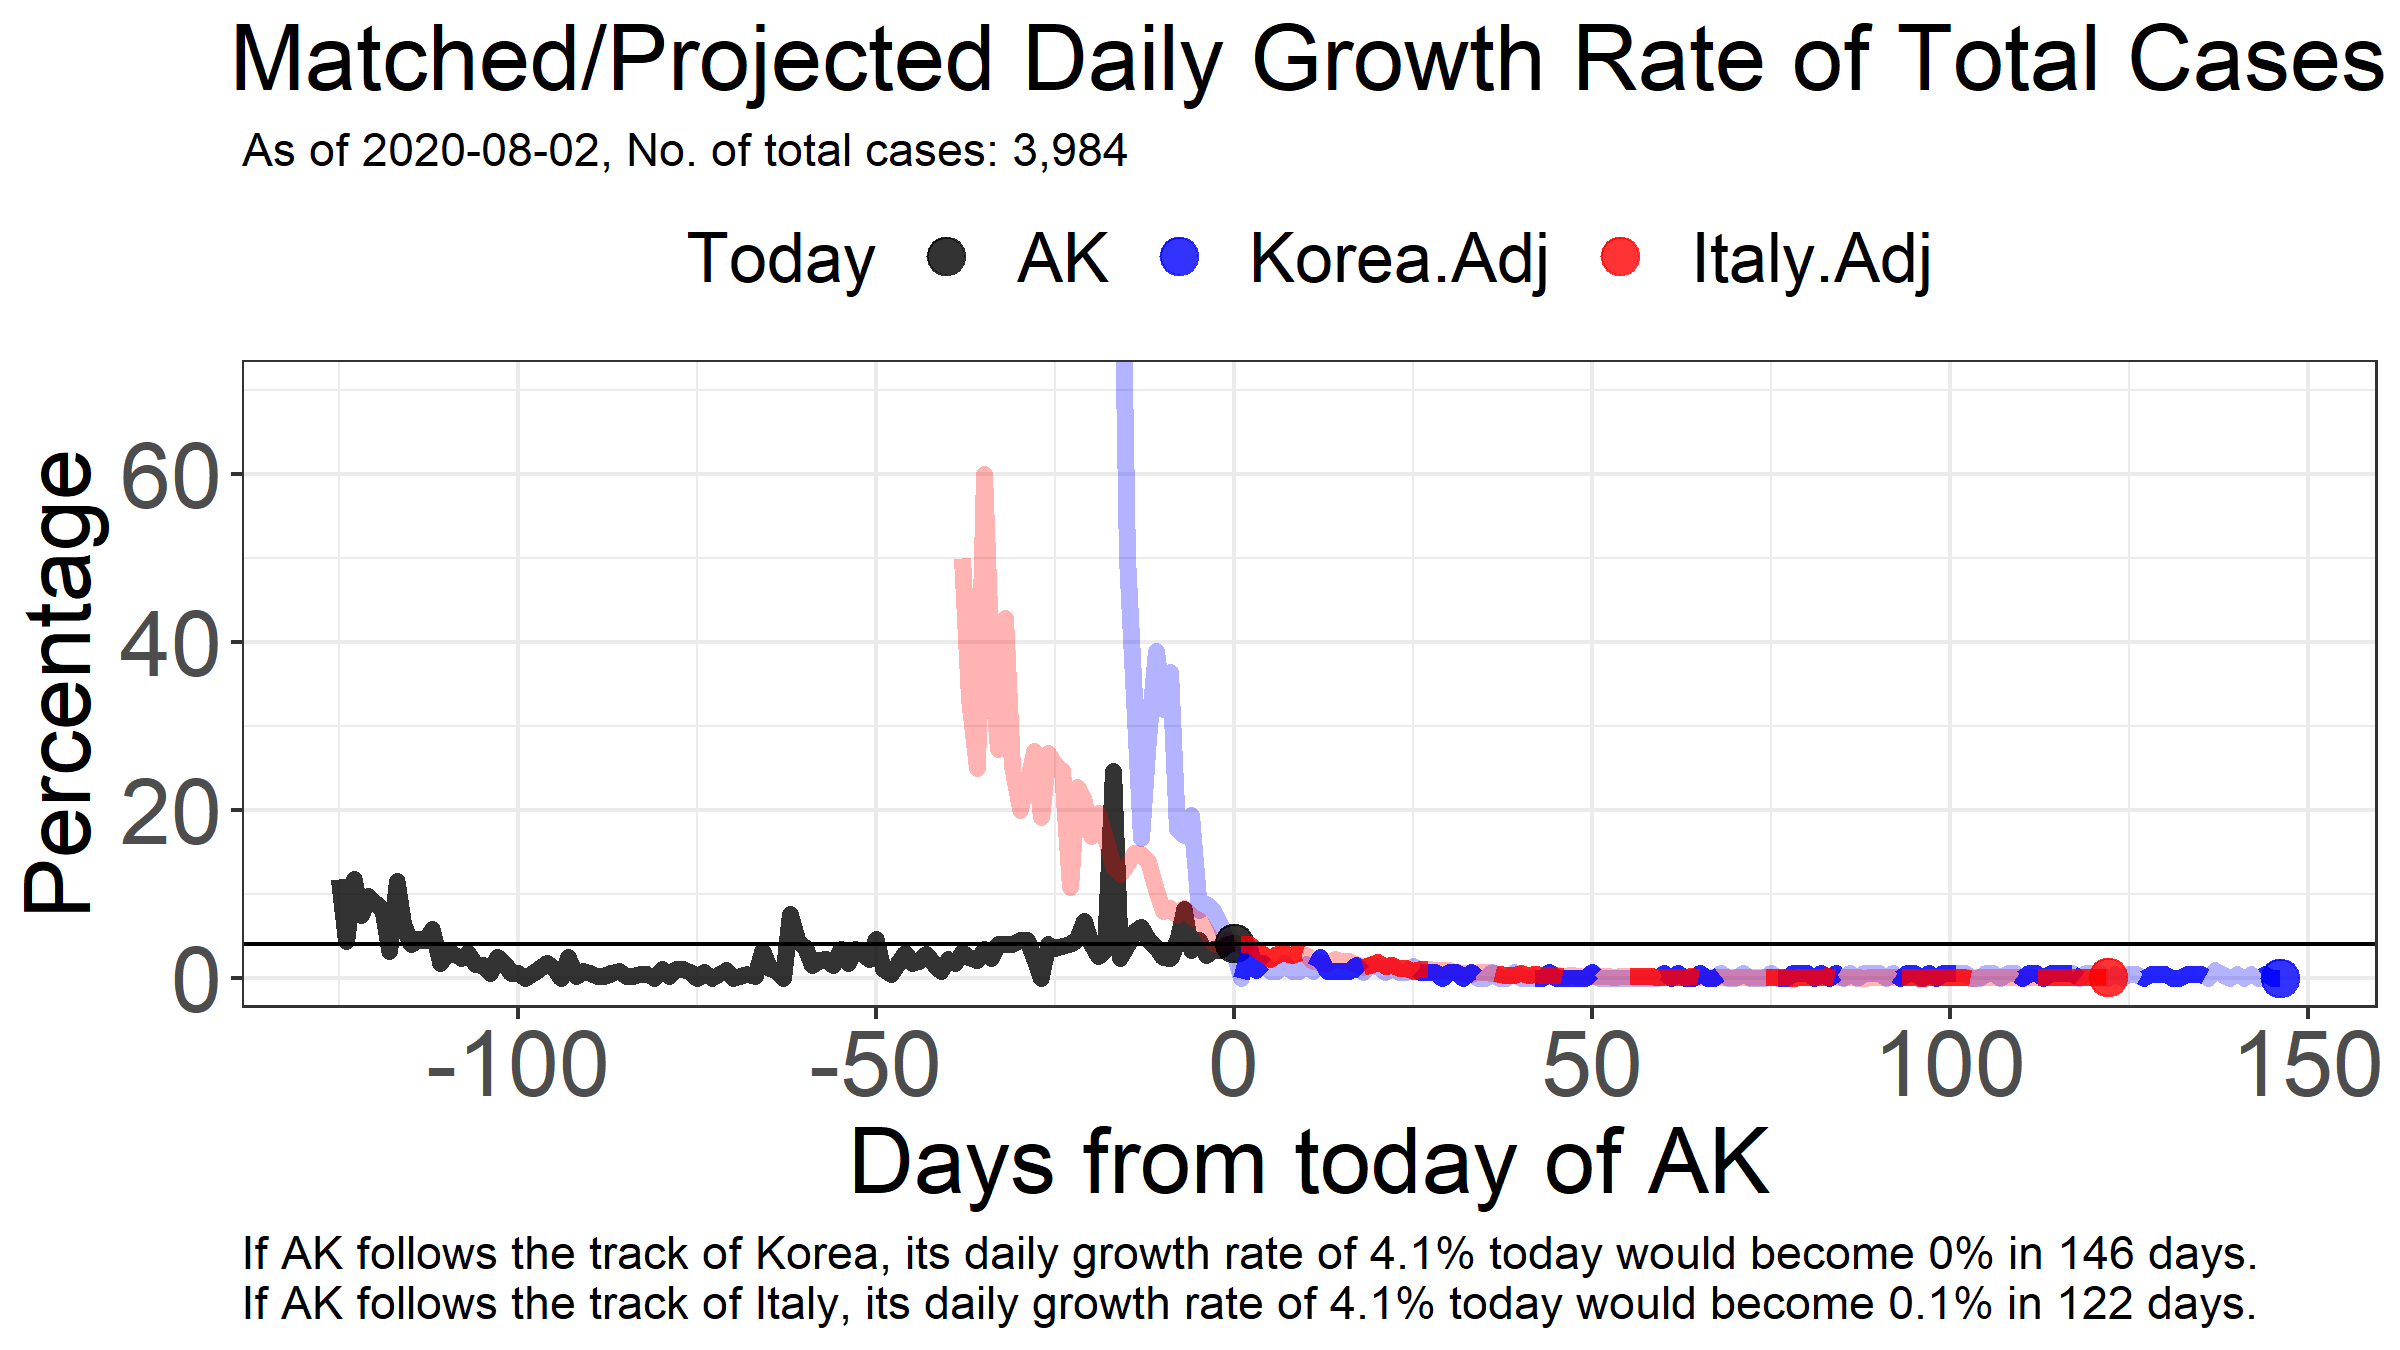 Matched/Projected Daily Growth Rate of Total Cases
As of 2020-08-02, No. of total cases: 3,984
Today AK Korea.Adj Italy.Adj
Percentage
60
40
20
0
-100 -50 0 50 100 150
Days from today of AK
If AK follows the track of Korea, its daily growth rate of 4.1% today would become 0% in 146 days.
If AK follows the track of Italy, its daily growth rate of 4.1% today would become 0.1% in 122 days.